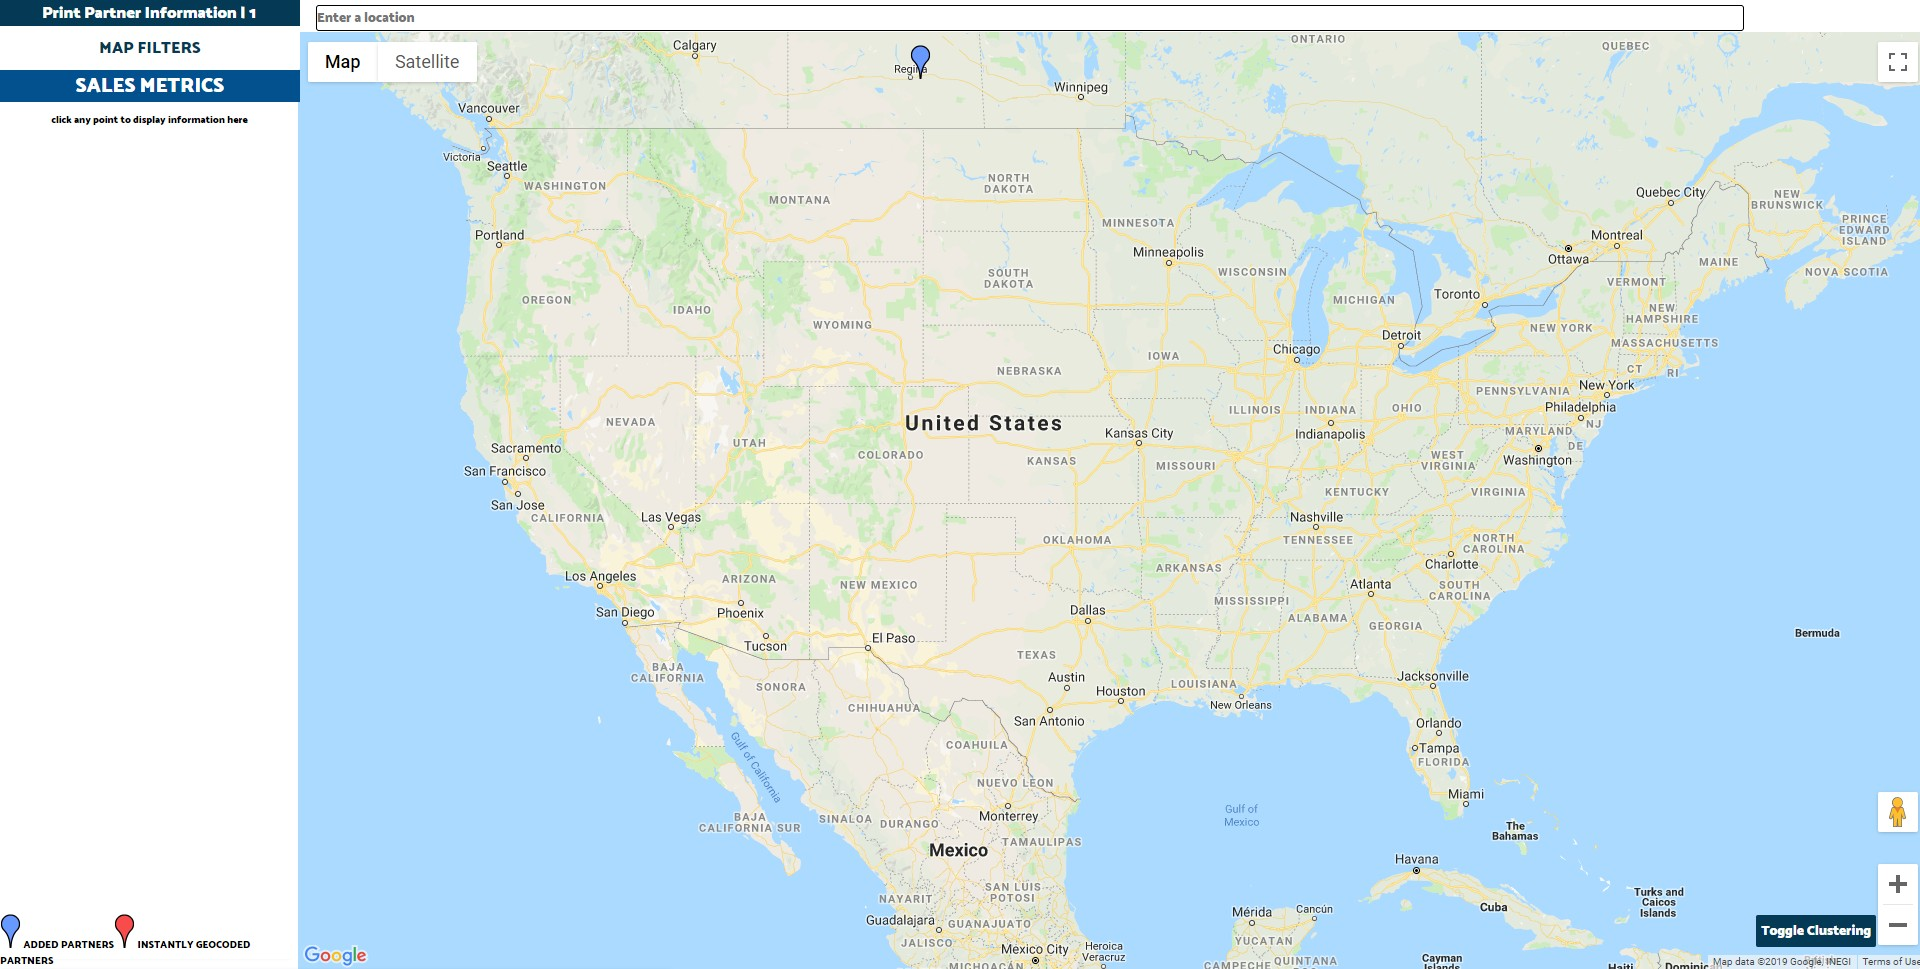 Print Partner Information | 1
MAP FILTERS
SALES METRICS
click any point to display information here
ADDED PARTNERS
INSTANTLY GEOCODED
PARTNERS
Enter a location
Map
Satellite
Calgary
Regina
Winnipeg
ONTARIO
QUEBEC
Vancouver
Victoria
Seattle
WASHINGTON
MONTANA
NORTH
DAKOTA
MINNESOTA
Quebec City
NEW
BRUNSWICK
PRINCE
EDWARD
ISLAND
Portland
Minneapolis
Montreal
Ottawa
MAINE
NOVA SCOTIA
OREGON
IDAHO
WYOMING
SOUTH
DAKOTA
WISCONSIN
MICHIGAN
Toronto
VERMONT
NEW
HAMPSHIRE
NEW YORK
MASSACHUSETTS
Detroit
Chicago
IOWA
NEBRASKA
CT
RI
PENNSYLVANIA
New York
Philadelphia
NEVADA
UTAH
COLORADO
United States
Kansas City
KANSAS
MISSOURI
ILLINOIS
INDIANA
Indianapolis
OHIO
MARYLAND
NJ
DE
WEST
VIRGINIA
Washington
Sacramento
San Francisco
San Jose
CALIFORNIA
Las Vegas
KENTUCKY
VIRGINIA
Nashville
TENNESSEE
OKLAHOMA
NORTH
CAROLINA
Charlotte
Los Angeles
ARIZONA
NEW MEXICO
ARKANSAS
Atlanta
SOUTH
CAROLINA
San Diego
Phoenix
Tucson
El Paso
Dallas
MISSISSIPPI
ALABAMA
GEORGIA
Bermuda
BAJA
CALIFORNIA
SONORA
CHIHUAHUA
TEXAS
Austin
Houston
San Antonio
LOUISIANA
New Orleans
Jacksonville
Orlando
Tampa
FLORIDA
Gulf of California
COAHUILA
NUEVO LEON
Miami
BAJA
CALIFORNIA SUR
SINALOA
DURANGO
Monterrey
Gulf of
Mexico
The
Bahamas
Mexico
TAMAULIPAS
Havana
NAYARIT
SAN LUIS
POTOSI
Cuba
Turks and
Caicos
Islands
Guadalajara
GUANAJUATO
JALISCO
Mérida
Cancún
YUCATAN
Toggle Clustering
Google
Mexico City
Heroica
Veracruz
MICHOACÁN
CAMPECHE
QUINTANA
Cayman
Islands
Haiti
Map data ©2019 Google, INEGI
Terms of Use